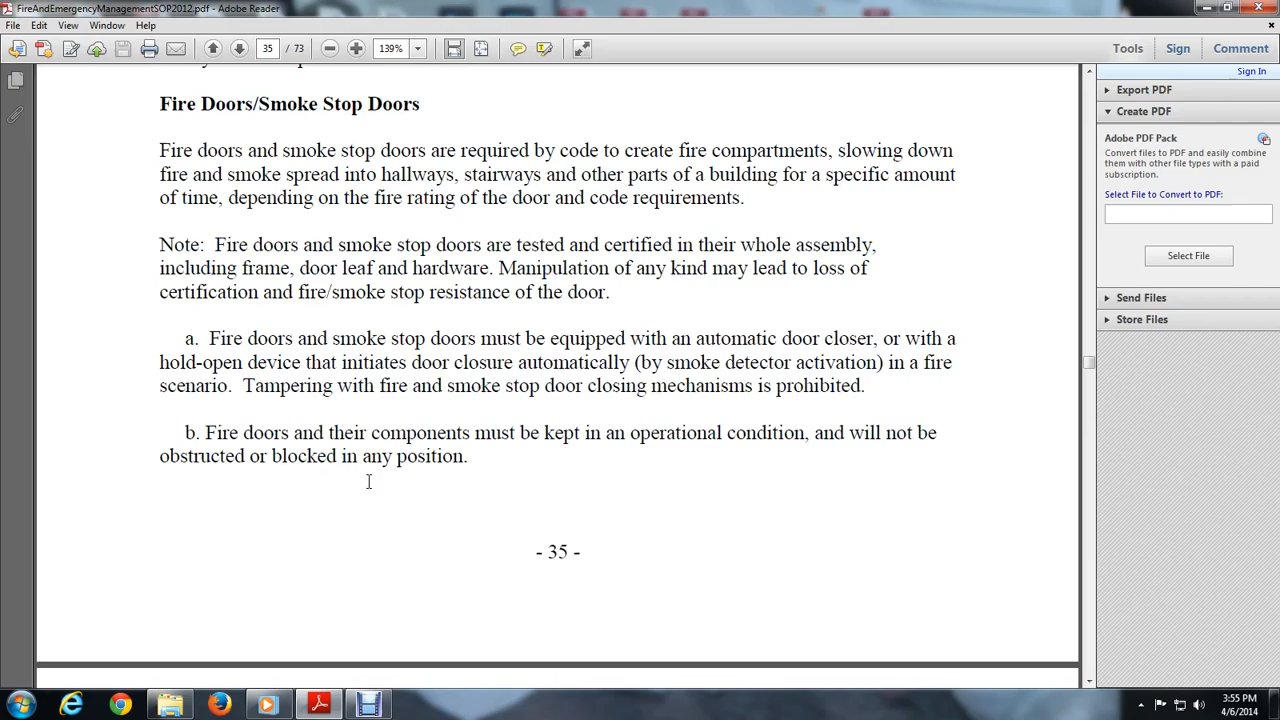 FireAndEmergencyManagementSOP2012.pdf - Adobe Reader
File Edit View Window Help
35 / 73 139% Tools Sign Comment
Sign In
Fire Doors/Smoke Stop Doors
Fire doors and smoke stop doors are required by code to create fire compartments, slowing down
fire and smoke spread into hallways, stairways and other parts of a building for a specific amount
of time, depending on the fire rating of the door and code requirements.
Note: Fire doors and smoke stop doors are tested and certified in their whole assembly,
including frame, door leaf and hardware. Manipulation of any kind may lead to loss of
certification and fire/smoke stop resistance of the door.
a. Fire doors and smoke stop doors must be equipped with an automatic door closer, or with a
hold-open device that initiates door closure automatically (by smoke detector activation) in a fire
scenario. Tampering with fire and smoke stop door closing mechanisms is prohibited.
b. Fire doors and their components must be kept in an operational condition, and will not be
obstructed or blocked in any position.
- 35 -
Export PDF
Create PDF
Adobe PDF Pack
Convert files to PDF and easily combine
them with other file types with a paid
subscription.
Select File to Convert to PDF:
Select File
Send Files
Store Files
3:55 PM
4/6/2014